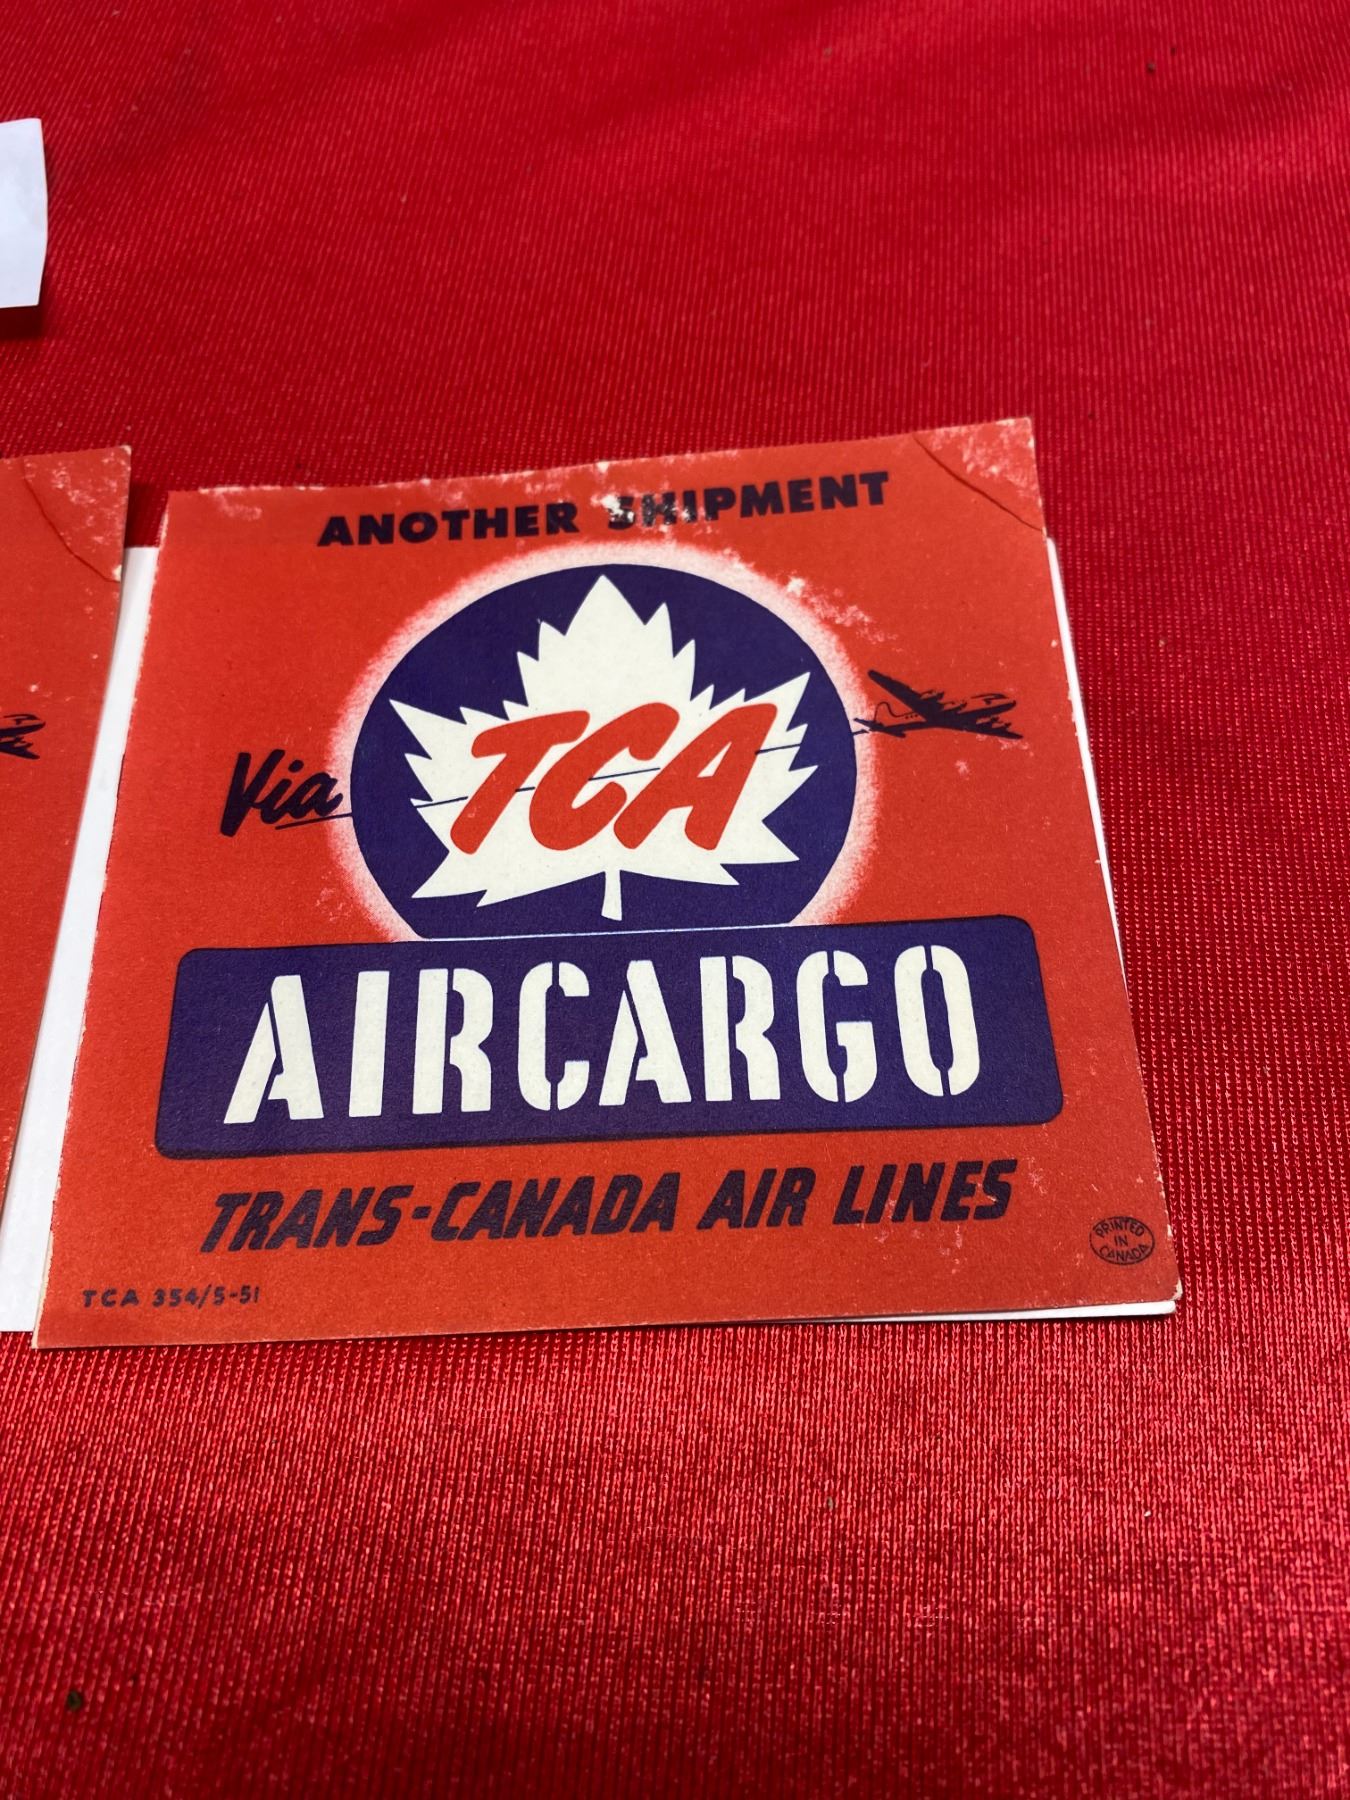 ANOTHER SHIPMENT
Via TCA
AIRCARGO
TRANS-CANADA AIR LINES
PRINTED
IN
CANADA
TCA 354/5-51